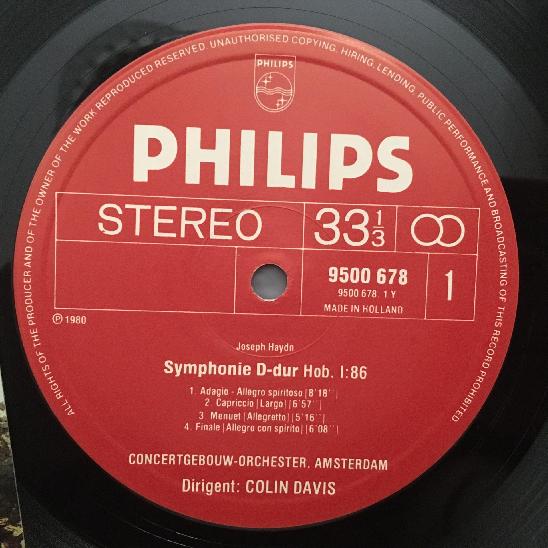 ALL RIGHTS OF THE PRODUCER AND OF THE OWNER OF THE WORK REPRODUCED RESERVED. UNAUTHORISED COPYING, HIRING, LENDING, PUBLIC PERFORMANCE AND BROADCASTING OF THIS RECORD PROHIBITED
PHILIPS
PHILIPS
STEREO 33 1/3
9500 678 1
9500 678. 1 Y
MADE IN HOLLAND
℗ 1980
Joseph Haydn
Symphonie D-dur Hob. I:86
1. Adagio - Allegro spiritoso [8'18'']
2. Capriccio [Largo] [6'57'']
3. Menuet [Allegretto] [5'16'']
4. Finale [Allegro con spirito] [6'08'']
CONCERTGEBOUW-ORCHESTER, AMSTERDAM
Dirigent: COLIN DAVIS